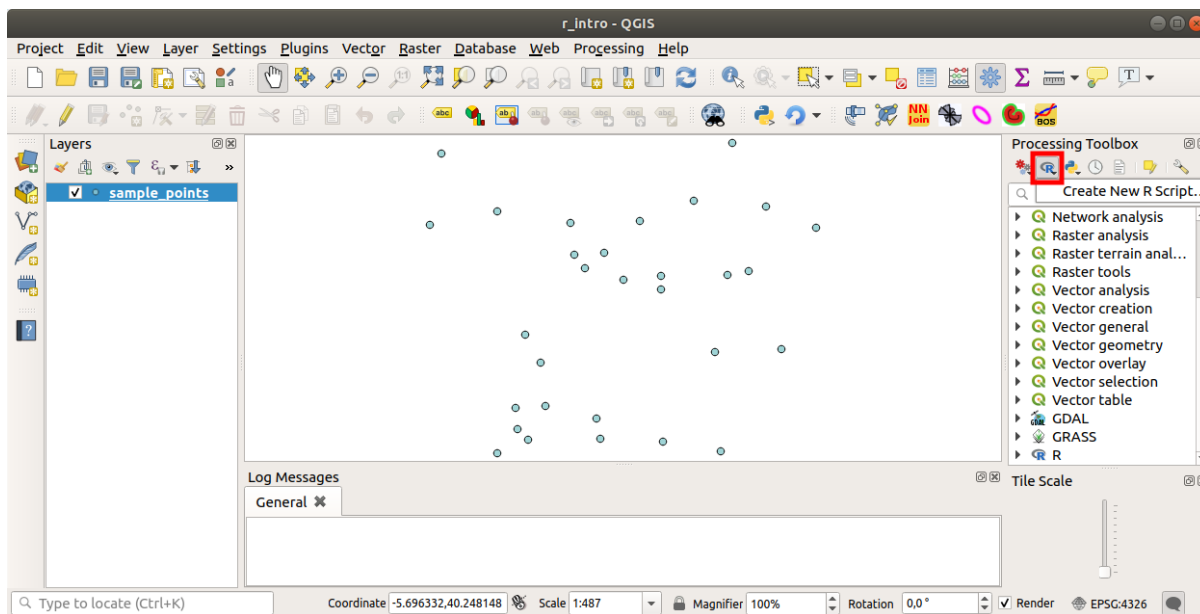 r_intro - QGIS
Project Edit View Layer Settings Plugins Vector Raster Database Web Processing Help
Layers
sample_points
Processing Toolbox
Create New R Script..
Network analysis
Raster analysis
Raster terrain anal...
Raster tools
Vector analysis
Vector creation
Vector general
Vector geometry
Vector overlay
Vector selection
Vector table
GDAL
GRASS
R
Log Messages
General
Tile Scale
Type to locate (Ctrl+K) Coordinate -5.696332,40.248148 Scale 1:487 Magnifier 100% Rotation 0,0° Render EPSG:4326